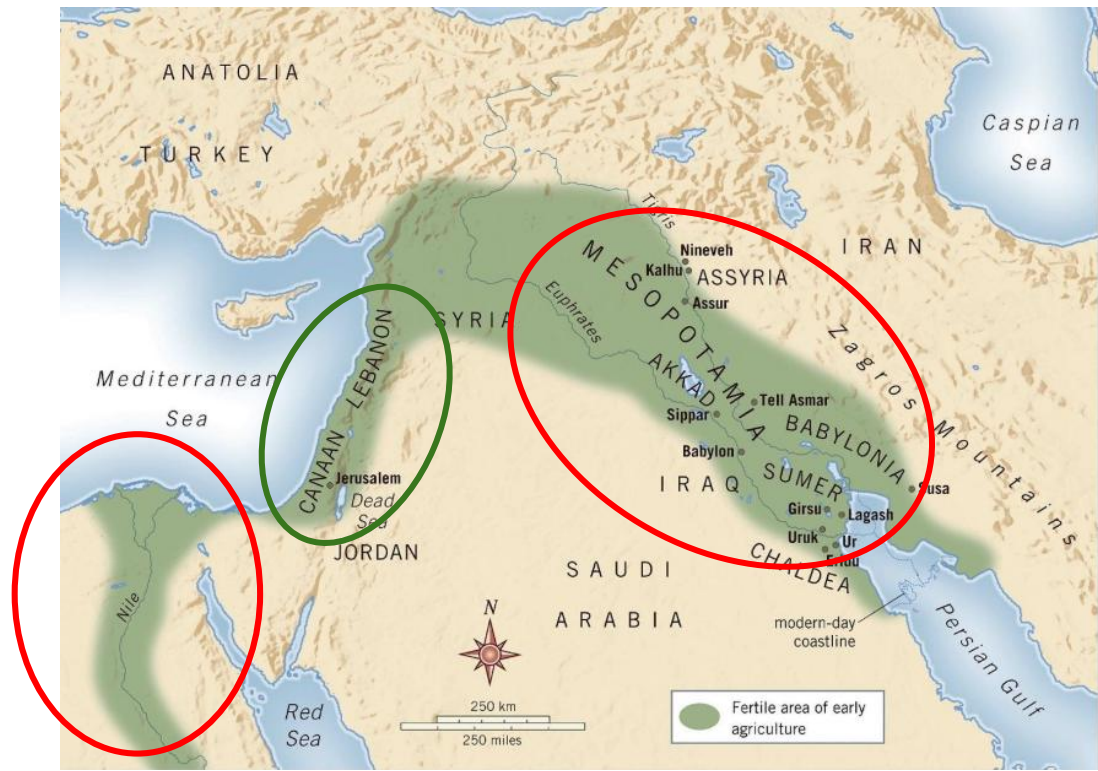 ANATOLIA
TURKEY
Caspian
Sea
Tigris
IRAN
Nineveh
Kalhu
ASSYRIA
MESOPOTAMIA
Assur
Euphrates
SYRIA
LEBANON
Zagros Mountains
Mediterranean
Sea
AKKAD
Tell Asmar
Sippar
BABYLONIA
Babylon
CANAAN
Jerusalem
Dead
Sea
IRAQ
SUMER
Susa
Girsu
Lagash
Uruk
Ur
Eridu
JORDAN
CHALDEA
SAUDI
ARABIA
Nile
N
modern-day
coastline
Persian Gulf
Red
Sea
250 km
250 miles
Fertile area of early
agriculture